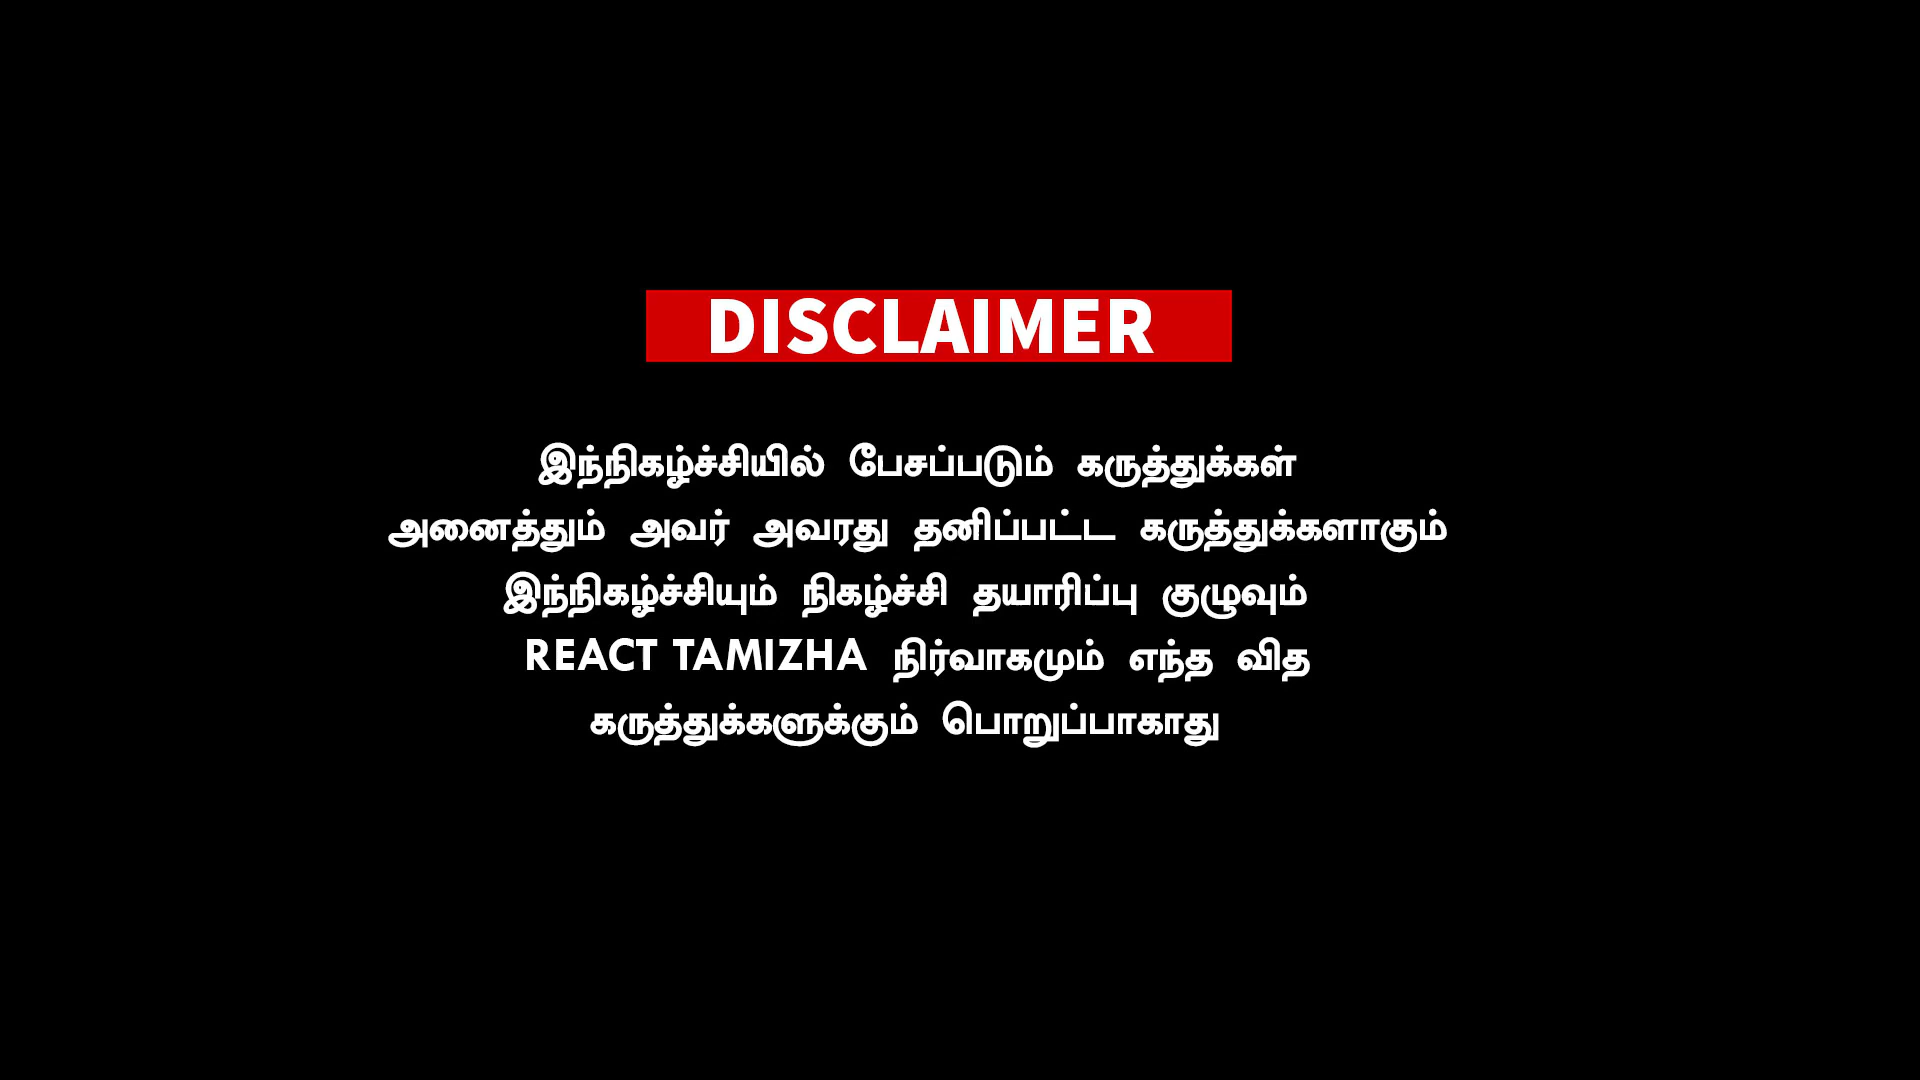 DISCLAIMER
இந்நிகழ்ச்சியில் பேசப்படும் கருத்துக்கள்
அனைத்தும் அவர் அவரது தனிப்பட்ட கருத்துக்களாகும்
இந்நிகழ்ச்சியும் நிகழ்ச்சி தயாரிப்பு குழுவும்
REACT TAMIZHA நிர்வாகமும் எந்த வித
கருத்துக்களுக்கும் பொறுப்பாகாது